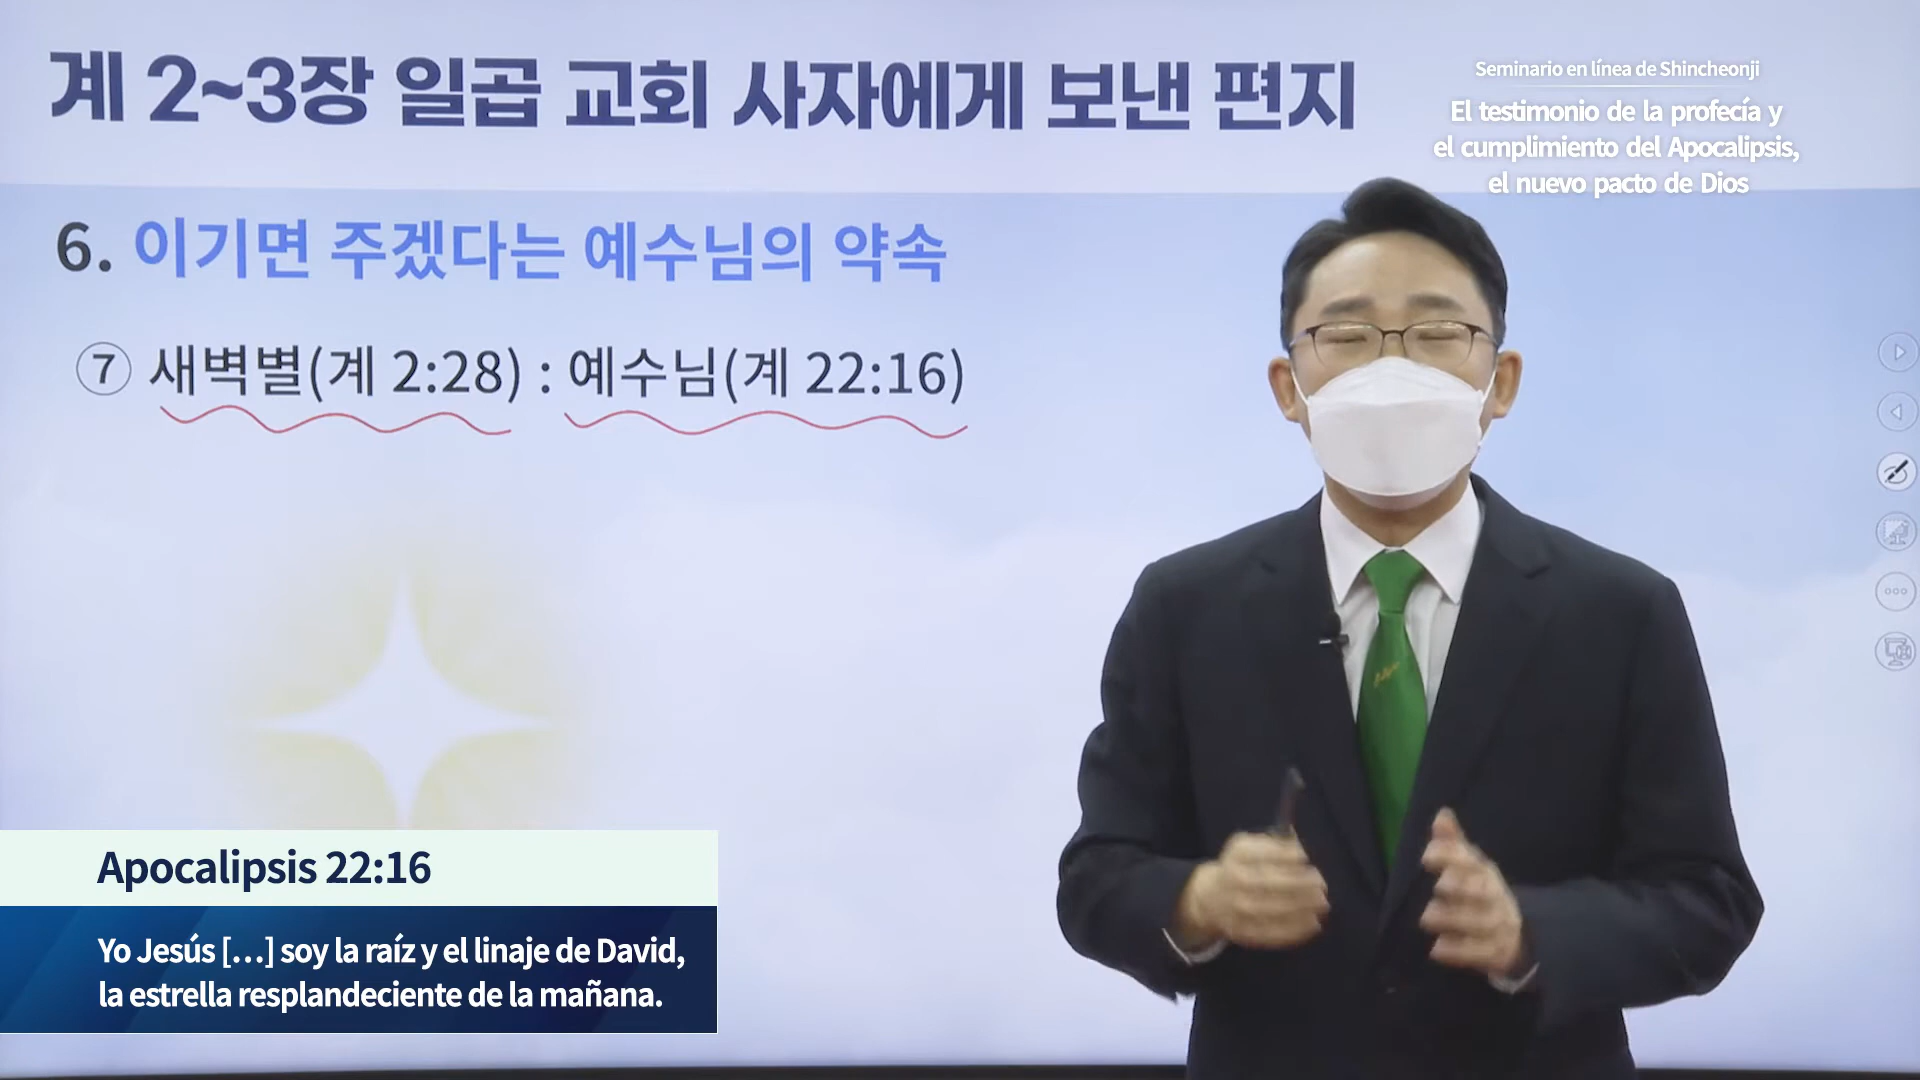 계 2~3장 일곱 교회 사자에게 보낸 편지
Seminario en línea de Shincheonji
El testimonio de la profecía y
el cumplimiento del Apocalipsis,
el nuevo pacto de Dios
6. 이기면 주겠다는 예수님의 약속
⑦ 새벽별(계 2:28) : 예수님(계 22:16)
Apocalipsis 22:16
Yo Jesús [...] soy la raíz y el linaje de David,
la estrella resplandeciente de la mañana.